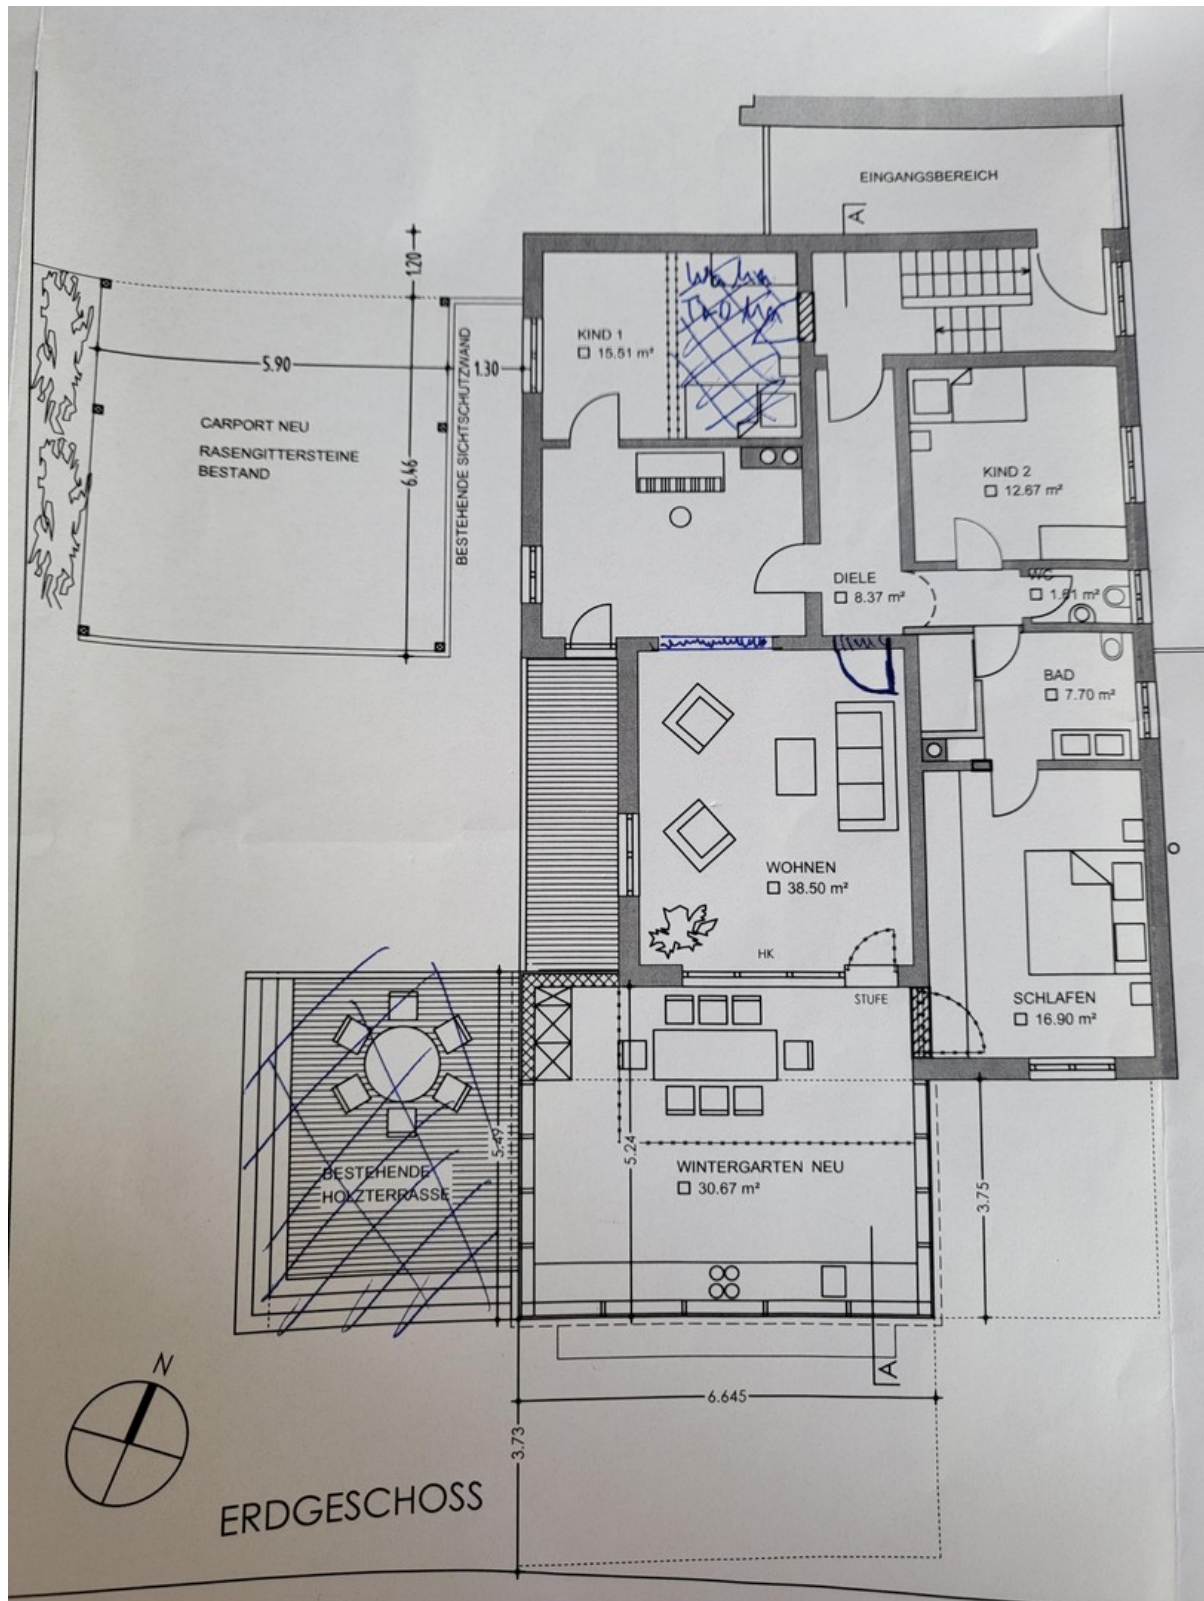 EINGANGSBEREICH
A
1.20
KIND 1
15.51 m²
5.90
1.30
CARPORT NEU
RASENGITTERSTEINE
BESTAND
6.46
BESTEHENDE SICHTSCHUTZWAND
KIND 2
12.67 m²
DIELE
8.37 m²
WC
1.61 m²
BAD
7.70 m²
WOHNEN
38.50 m²
HK
STUFE
SCHLAFEN
16.90 m²
5.49
5.24
BESTEHENDE
HOLZTERRASSE
WINTERGARTEN NEU
30.67 m²
3.75
A
6.645
3.73
N
ERDGESCHOSS